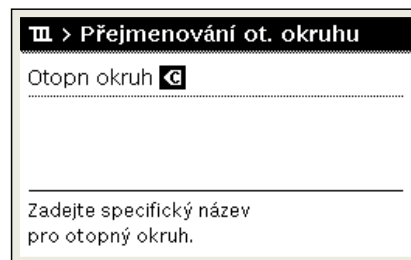 > Přejmenování ot. okruhu
Otopn okruh C
Zadejte specifický název
pro otopný okruh.